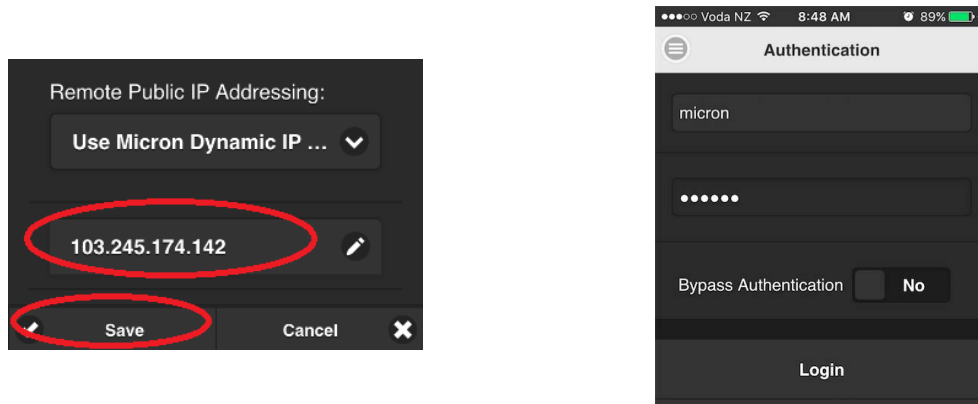 Remote Public IP Addressing:
Use Micron Dynamic IP ...
103.245.174.142
Save
Cancel
●●●○○ Voda NZ 8:48 AM 89%
Authentication
micron
●●●●●●
Bypass Authentication No
Login